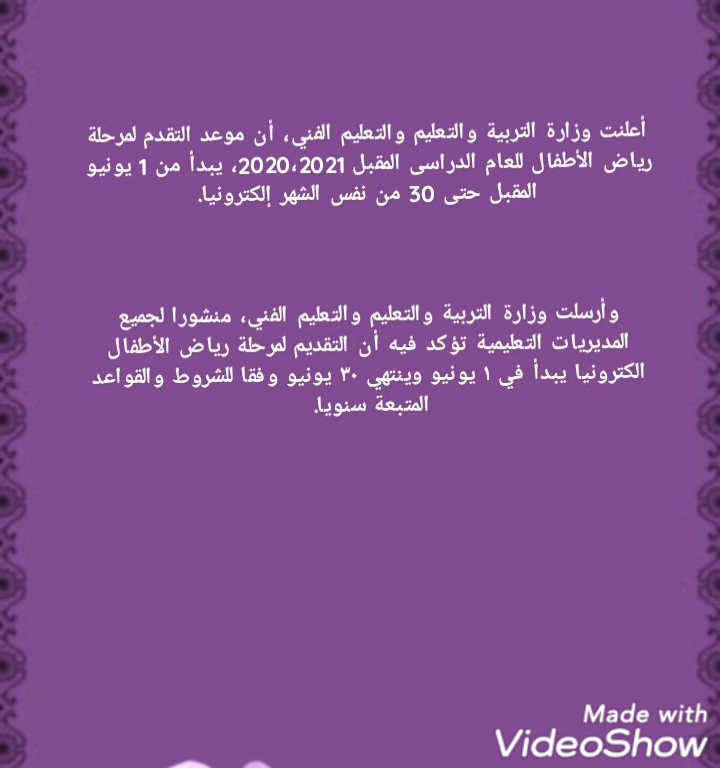 أعلنت وزارة التربية والتعليم والتعليم الفني، أن موعد التقدم لمرحلة
رياض الأطفال للعام الدراسى المقبل 2020،2021، يبدأ من 1 يونيو
المقبل حتى 30 من نفس الشهر إلكترونيا.
وأرسلت وزارة التربية والتعليم والتعليم الفني، منشورا لجميع
المديريات التعليمية تؤكد فيه أن التقديم لمرحلة رياض الأطفال
الكترونيا يبدأ في ١ يونيو وينتهي ٣٠ يونيو وفقا للشروط والقواعد
المتبعة سنويا.
Made with
VideoShow